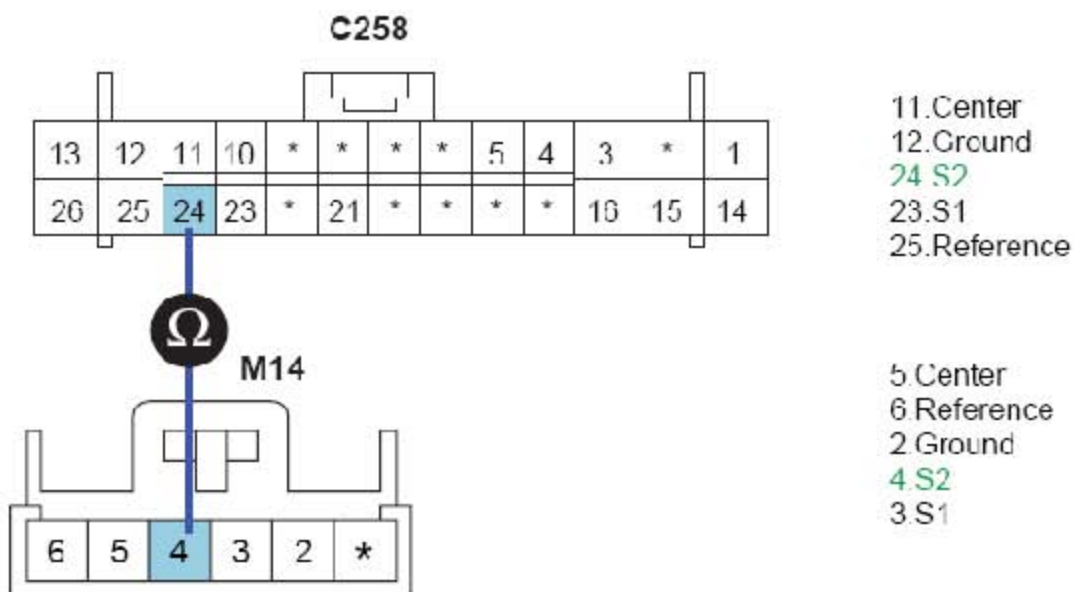 C258
13 12 11 10 * * * * 5 4 3 * 1
26 25 24 23 * 21 * * * * 16 15 14
11.Center
12.Ground
24.S2
23.S1
25.Reference
Ω
M14
6 5 4 3 2 *
5.Center
6.Reference
2.Ground
4.S2
3.S1